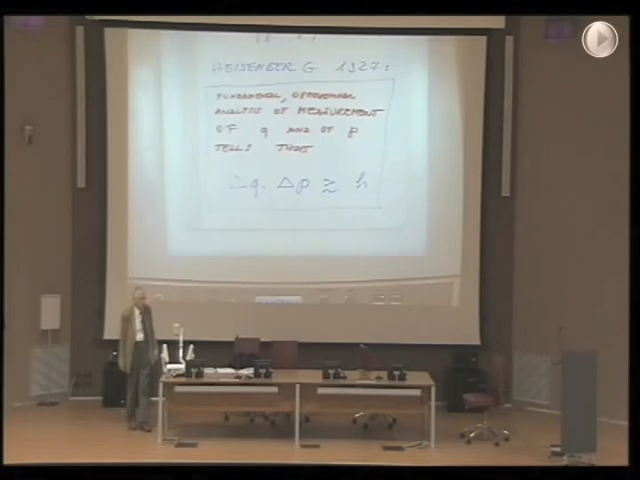 HEISENBERG 1927:
FUNDAMENTAL, OPERATIONAL
ANALYSIS OF MEASUREMENT
OF q AND OF p
TELLS THAT
Δq · Δp ≳ h